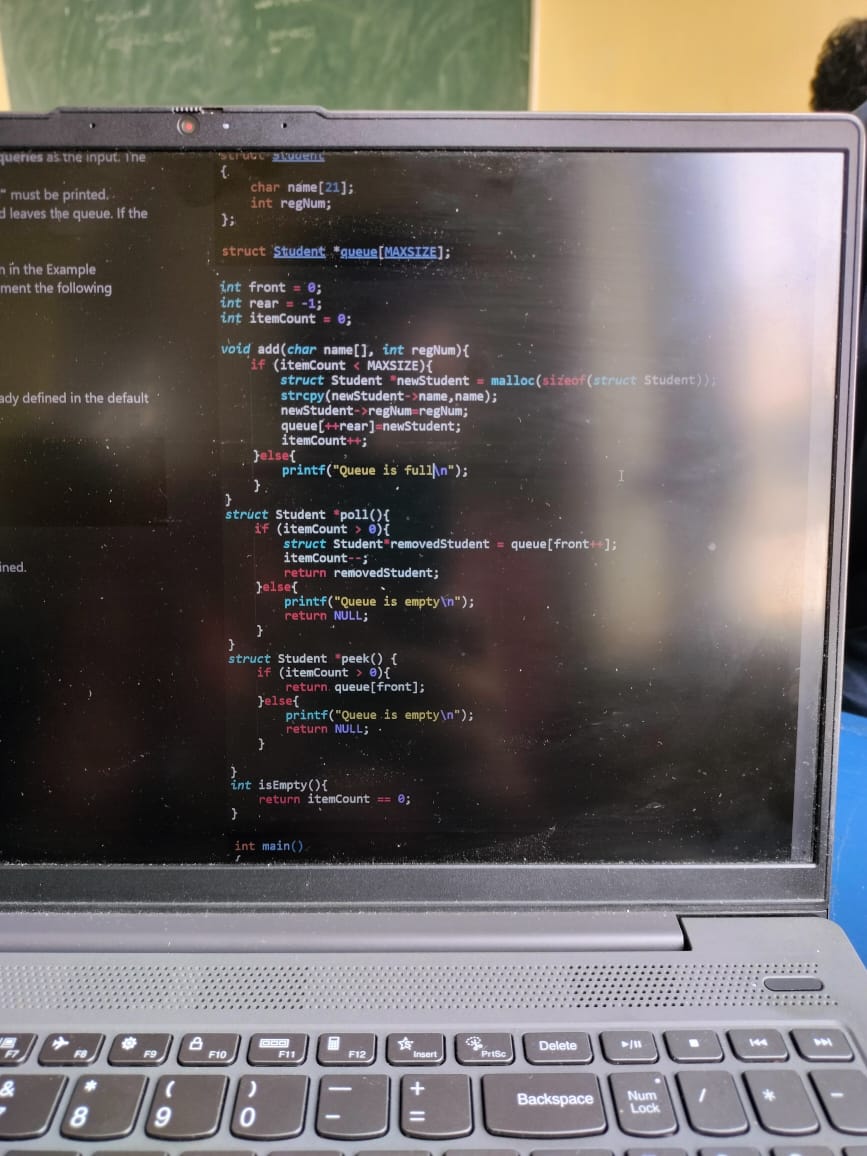 queries as the input. The
" must be printed.
d leaves the queue. If the
n in the Example
ment the following
ady defined in the default
ined.
struct Student
{
char name[21];
int regNum;
};
struct Student *queue[MAXSIZE];
int front = 0;
int rear = -1;
int itemCount = 0;
void add(char name[], int regNum){
if (itemCount < MAXSIZE){
struct Student *newStudent = malloc(sizeof(struct Student));
strcpy(newStudent->name,name);
newStudent->regNum=regNum;
queue[++rear]=newStudent;
itemCount++;
}else{
printf("Queue is full\n");
}
}
struct Student *poll(){
if (itemCount > 0){
struct Student*removedStudent = queue[front++];
itemCount--;
return removedStudent;
}else{
printf("Queue is empty\n");
return NULL;
}
}
struct Student *peek() {
if (itemCount > 0){
return queue[front];
}else{
printf("Queue is empty\n");
return NULL;
}
}
int isEmpty(){
return itemCount == 0;
}
int main()
{
F7 F8 F9 F10 F11 F12 Insert PrtSc Delete
& * ( ) — + Backspace Num Lock / * -
7 8 9 0 - =